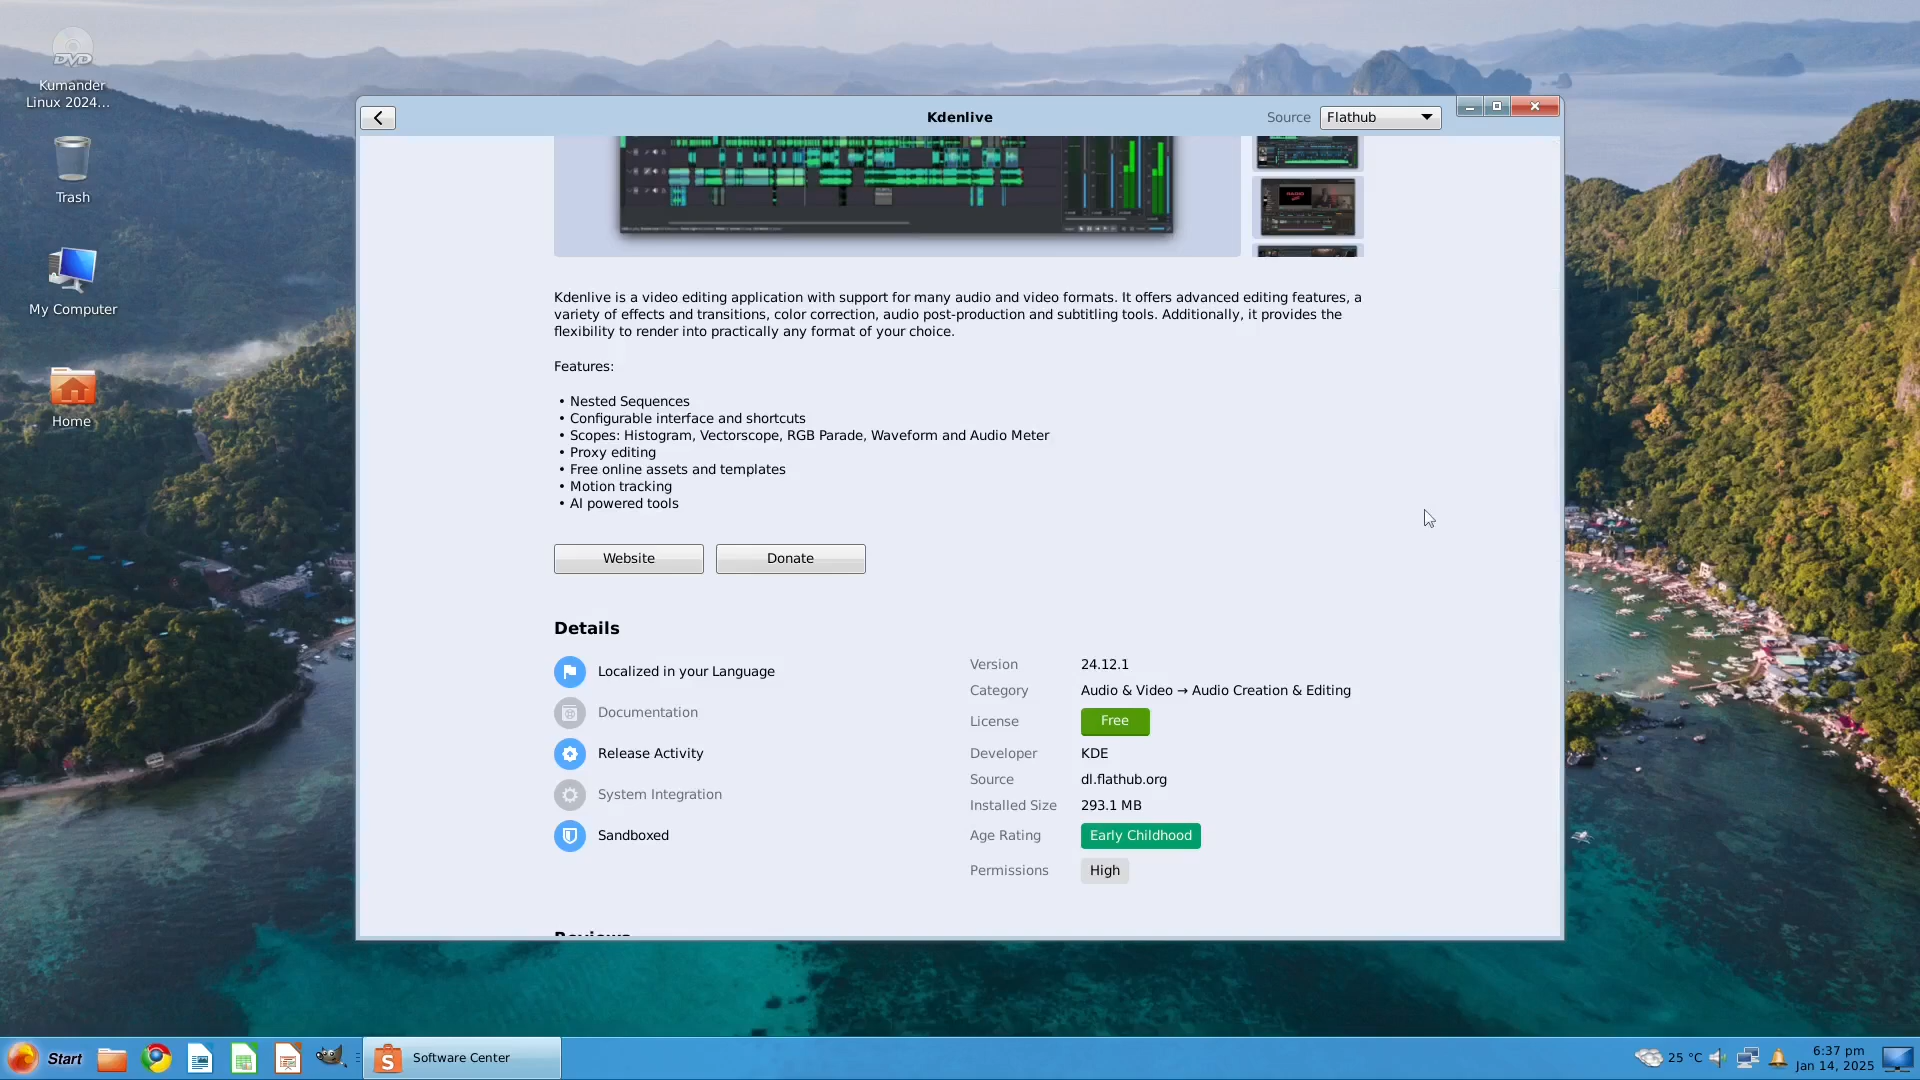 DVD
Kumander
Linux 2024...
Trash
My Computer
Home
Kdenlive
Source
Flathub
Kdenlive is a video editing application with support for many audio and video formats. It offers advanced editing features, a
variety of effects and transitions, color correction, audio post-production and subtitling tools. Additionally, it provides the
flexibility to render into practically any format of your choice.
Features:
• Nested Sequences
• Configurable interface and shortcuts
• Scopes: Histogram, Vectorscope, RGB Parade, Waveform and Audio Meter
• Proxy editing
• Free online assets and templates
• Motion tracking
• AI powered tools
Website
Donate
Details
Localized in your Language
Documentation
Release Activity
System Integration
Sandboxed
Version 24.12.1
Category Audio & Video → Audio Creation & Editing
License Free
Developer KDE
Source dl.flathub.org
Installed Size 293.1 MB
Age Rating Early Childhood
Permissions High
Reviews
Start
S
Software Center
25 °C
6:37 pm
Jan 14, 2025